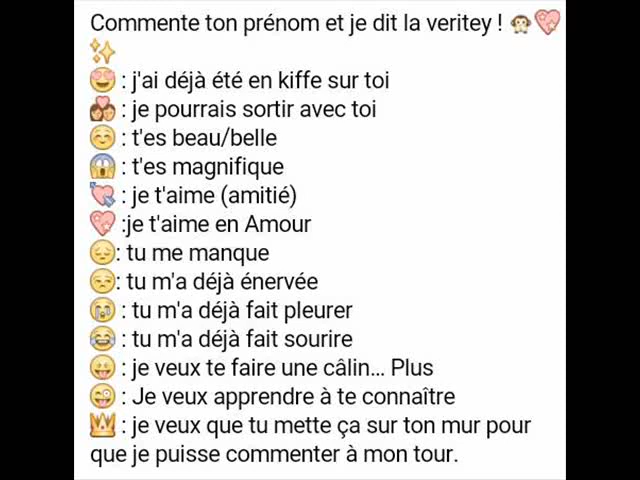 Commente ton prénom et je dit la veritey ! 🙊💖
✨
😍 : j'ai déjà été en kiffe sur toi
💏 : je pourrais sortir avec toi
☺️ : t'es beau/belle
😱 : t'es magnifique
💘 : je t'aime (amitié)
💖 :je t'aime en Amour
😔: tu me manque
😒: tu m'a déjà énervée
😭 : tu m'a déjà fait pleurer
😂 : tu m'a déjà fait sourire
😛 : je veux te faire une câlin… Plus
😜 : Je veux apprendre à te connaître
👑 : je veux que tu mette ça sur ton mur pour
que je puisse commenter à mon tour.